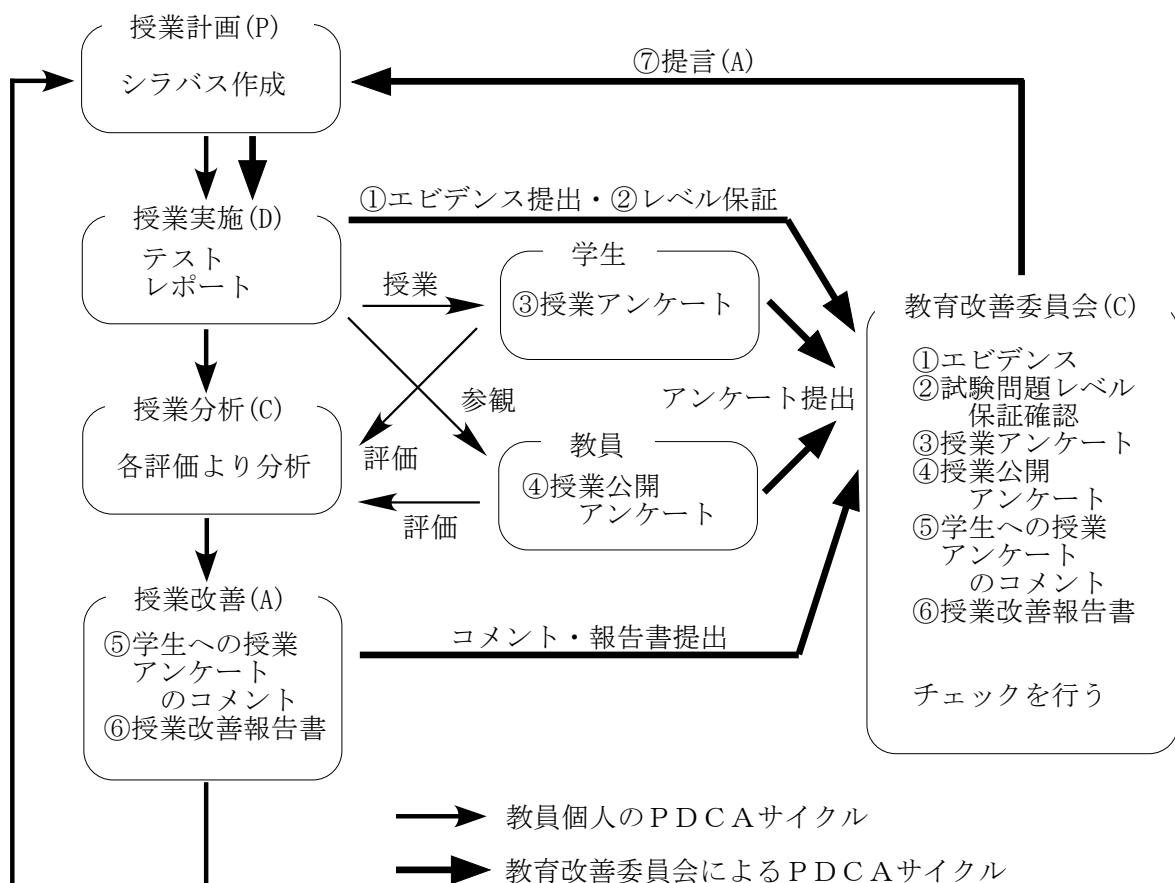 授業計画(P)
シラバス作成
⑦提言(A)
授業実施(D)
テスト
レポート
①エビデンス提出・②レベル保証
授業
学生
③授業アンケート
参観
評価
アンケート提出
授業分析(C)
各評価より分析
評価
教員
④授業公開
アンケート
教育改善委員会(C)
①エビデンス
②試験問題レベル
保証確認
③授業アンケート
④授業公開
アンケート
⑤学生への授業
アンケート
のコメント
⑥授業改善報告書
チェックを行う
授業改善(A)
⑤学生への授業
アンケート
のコメント
⑥授業改善報告書
コメント・報告書提出
教員個人のＰＤＣＡサイクル
教育改善委員会によるＰＤＣＡサイクル